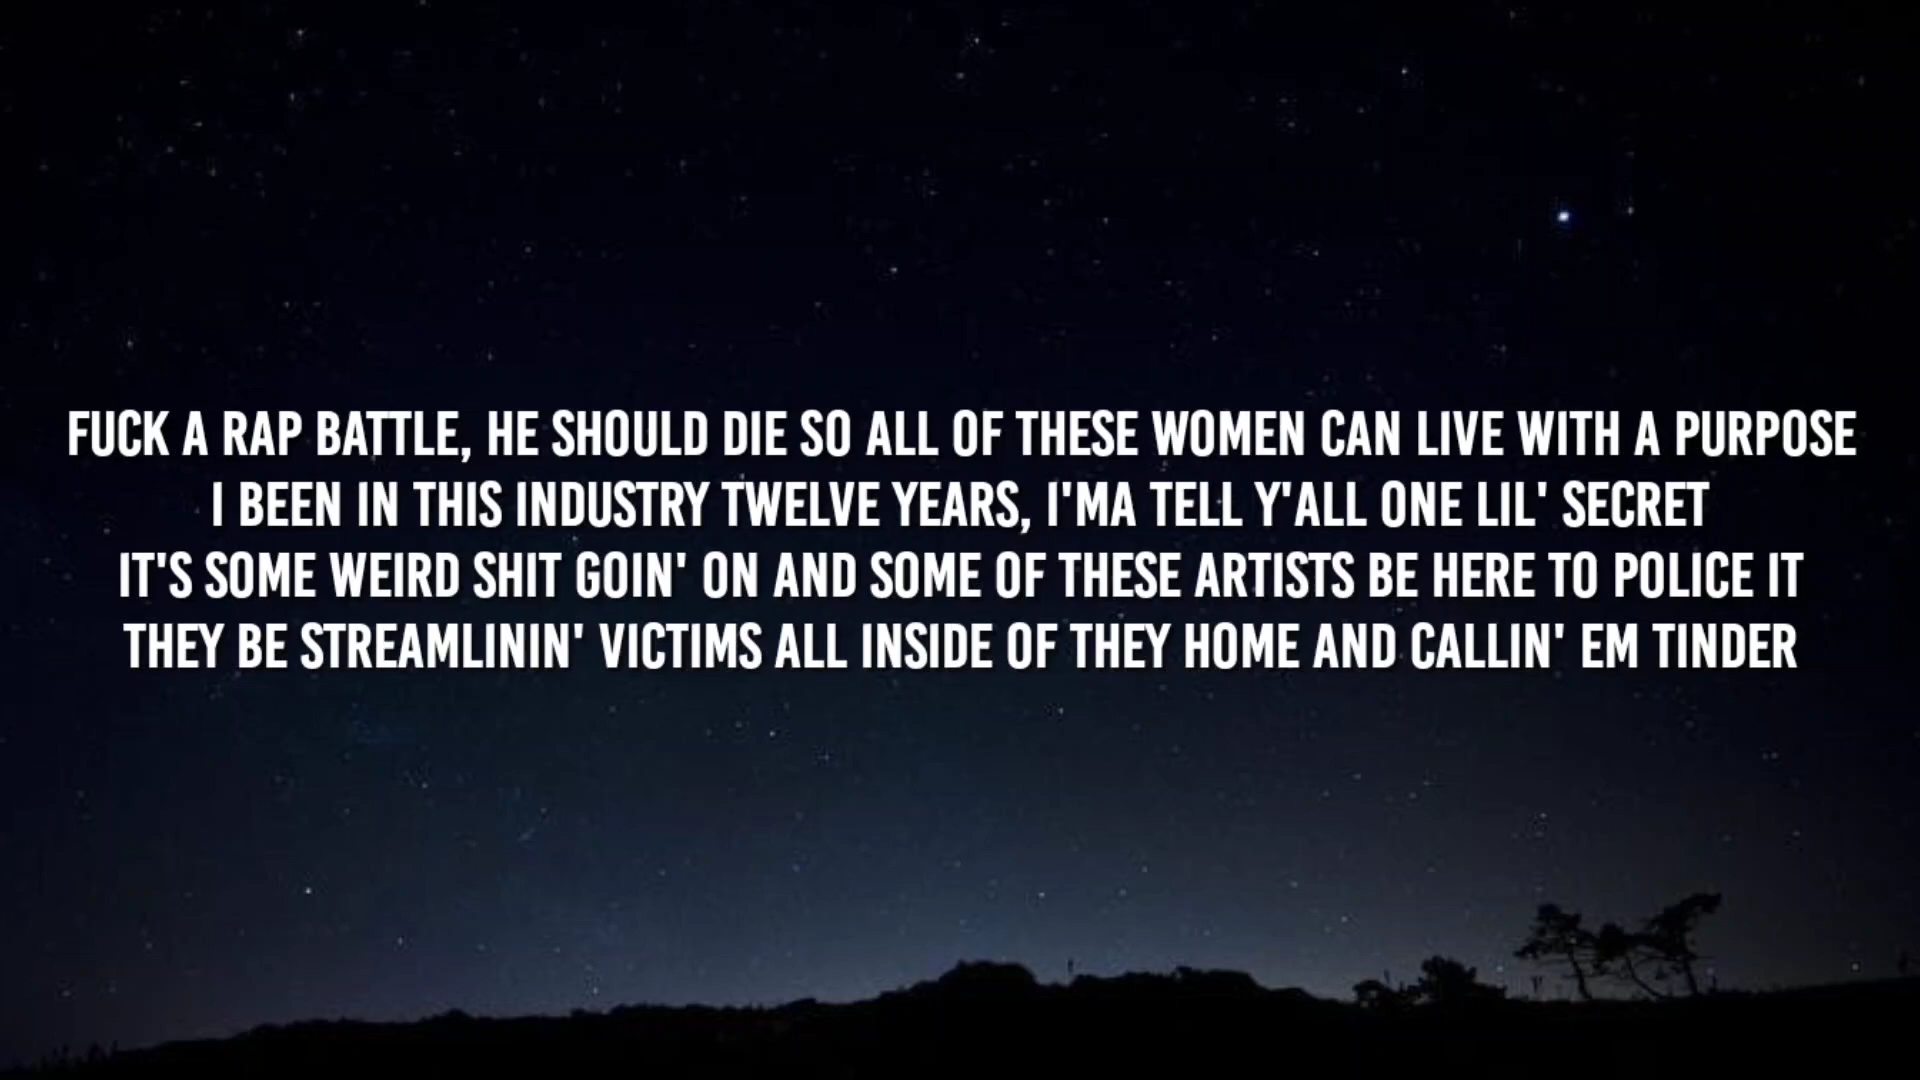 FUCK A RAP BATTLE, HE SHOULD DIE SO ALL OF THESE WOMEN CAN LIVE WITH A PURPOSE
I BEEN IN THIS INDUSTRY TWELVE YEARS, I'MA TELL Y'ALL ONE LIL' SECRET
IT'S SOME WEIRD SHIT GOIN' ON AND SOME OF THESE ARTISTS BE HERE TO POLICE IT
THEY BE STREAMLININ' VICTIMS ALL INSIDE OF THEY HOME AND CALLIN' EM TINDER